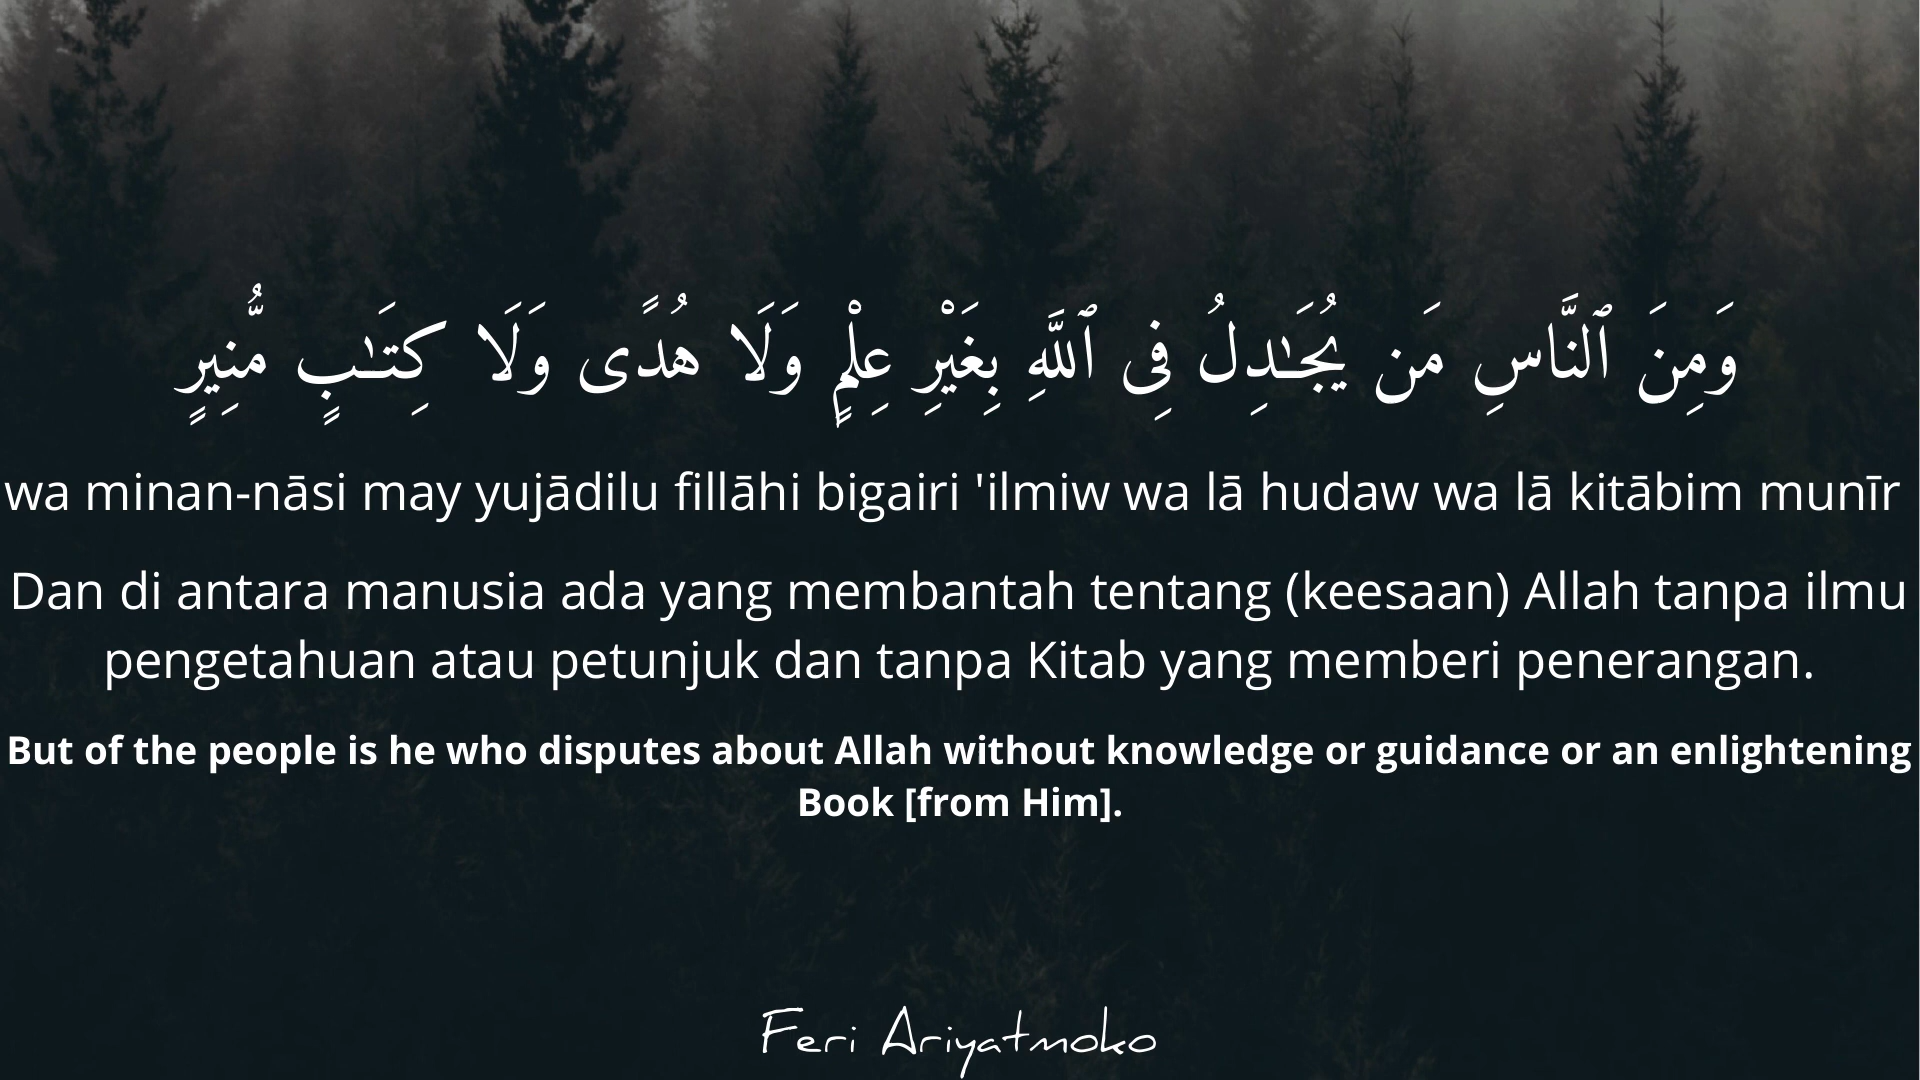 وَمِنَ ٱلنَّاسِ مَن يُجَـٰدِلُ فِى ٱللَّهِ بِغَيْرِ عِلْمٍ وَلَا هُدًى وَلَا كِتَـٰبٍ مُّنِيرٍ
wa minan-nāsi may yujādilu fillāhi bigairi 'ilmiw wa lā hudaw wa lā kitābim munīr
Dan di antara manusia ada yang membantah tentang (keesaan) Allah tanpa ilmu
pengetahuan atau petunjuk dan tanpa Kitab yang memberi penerangan.
But of the people is he who disputes about Allah without knowledge or guidance or an enlightening
Book [from Him].
Feri Ariyatmoko